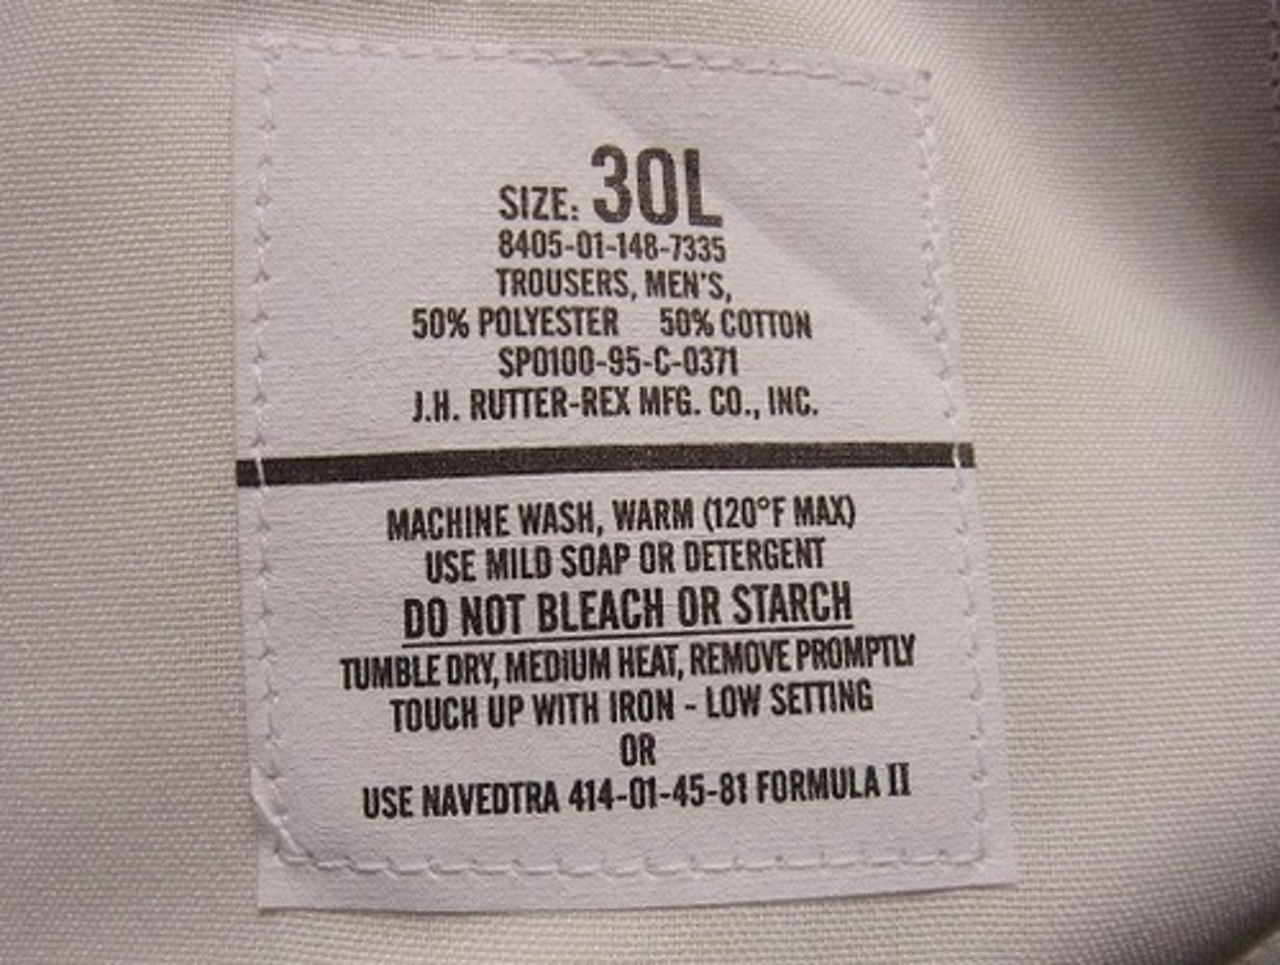 SIZE: 30L
8405-01-148-7335
TROUSERS, MEN'S,
50% POLYESTER 50% COTTON
SPO100-95-C-0371
J.H. RUTTER-REX MFG. CO., INC.
MACHINE WASH, WARM (120°F MAX)
USE MILD SOAP OR DETERGENT
DO NOT BLEACH OR STARCH
TUMBLE DRY, MEDIUM HEAT, REMOVE PROMPTLY
TOUCH UP WITH IRON - LOW SETTING
OR
USE NAVEDTRA 414-01-45-81 FORMULA II